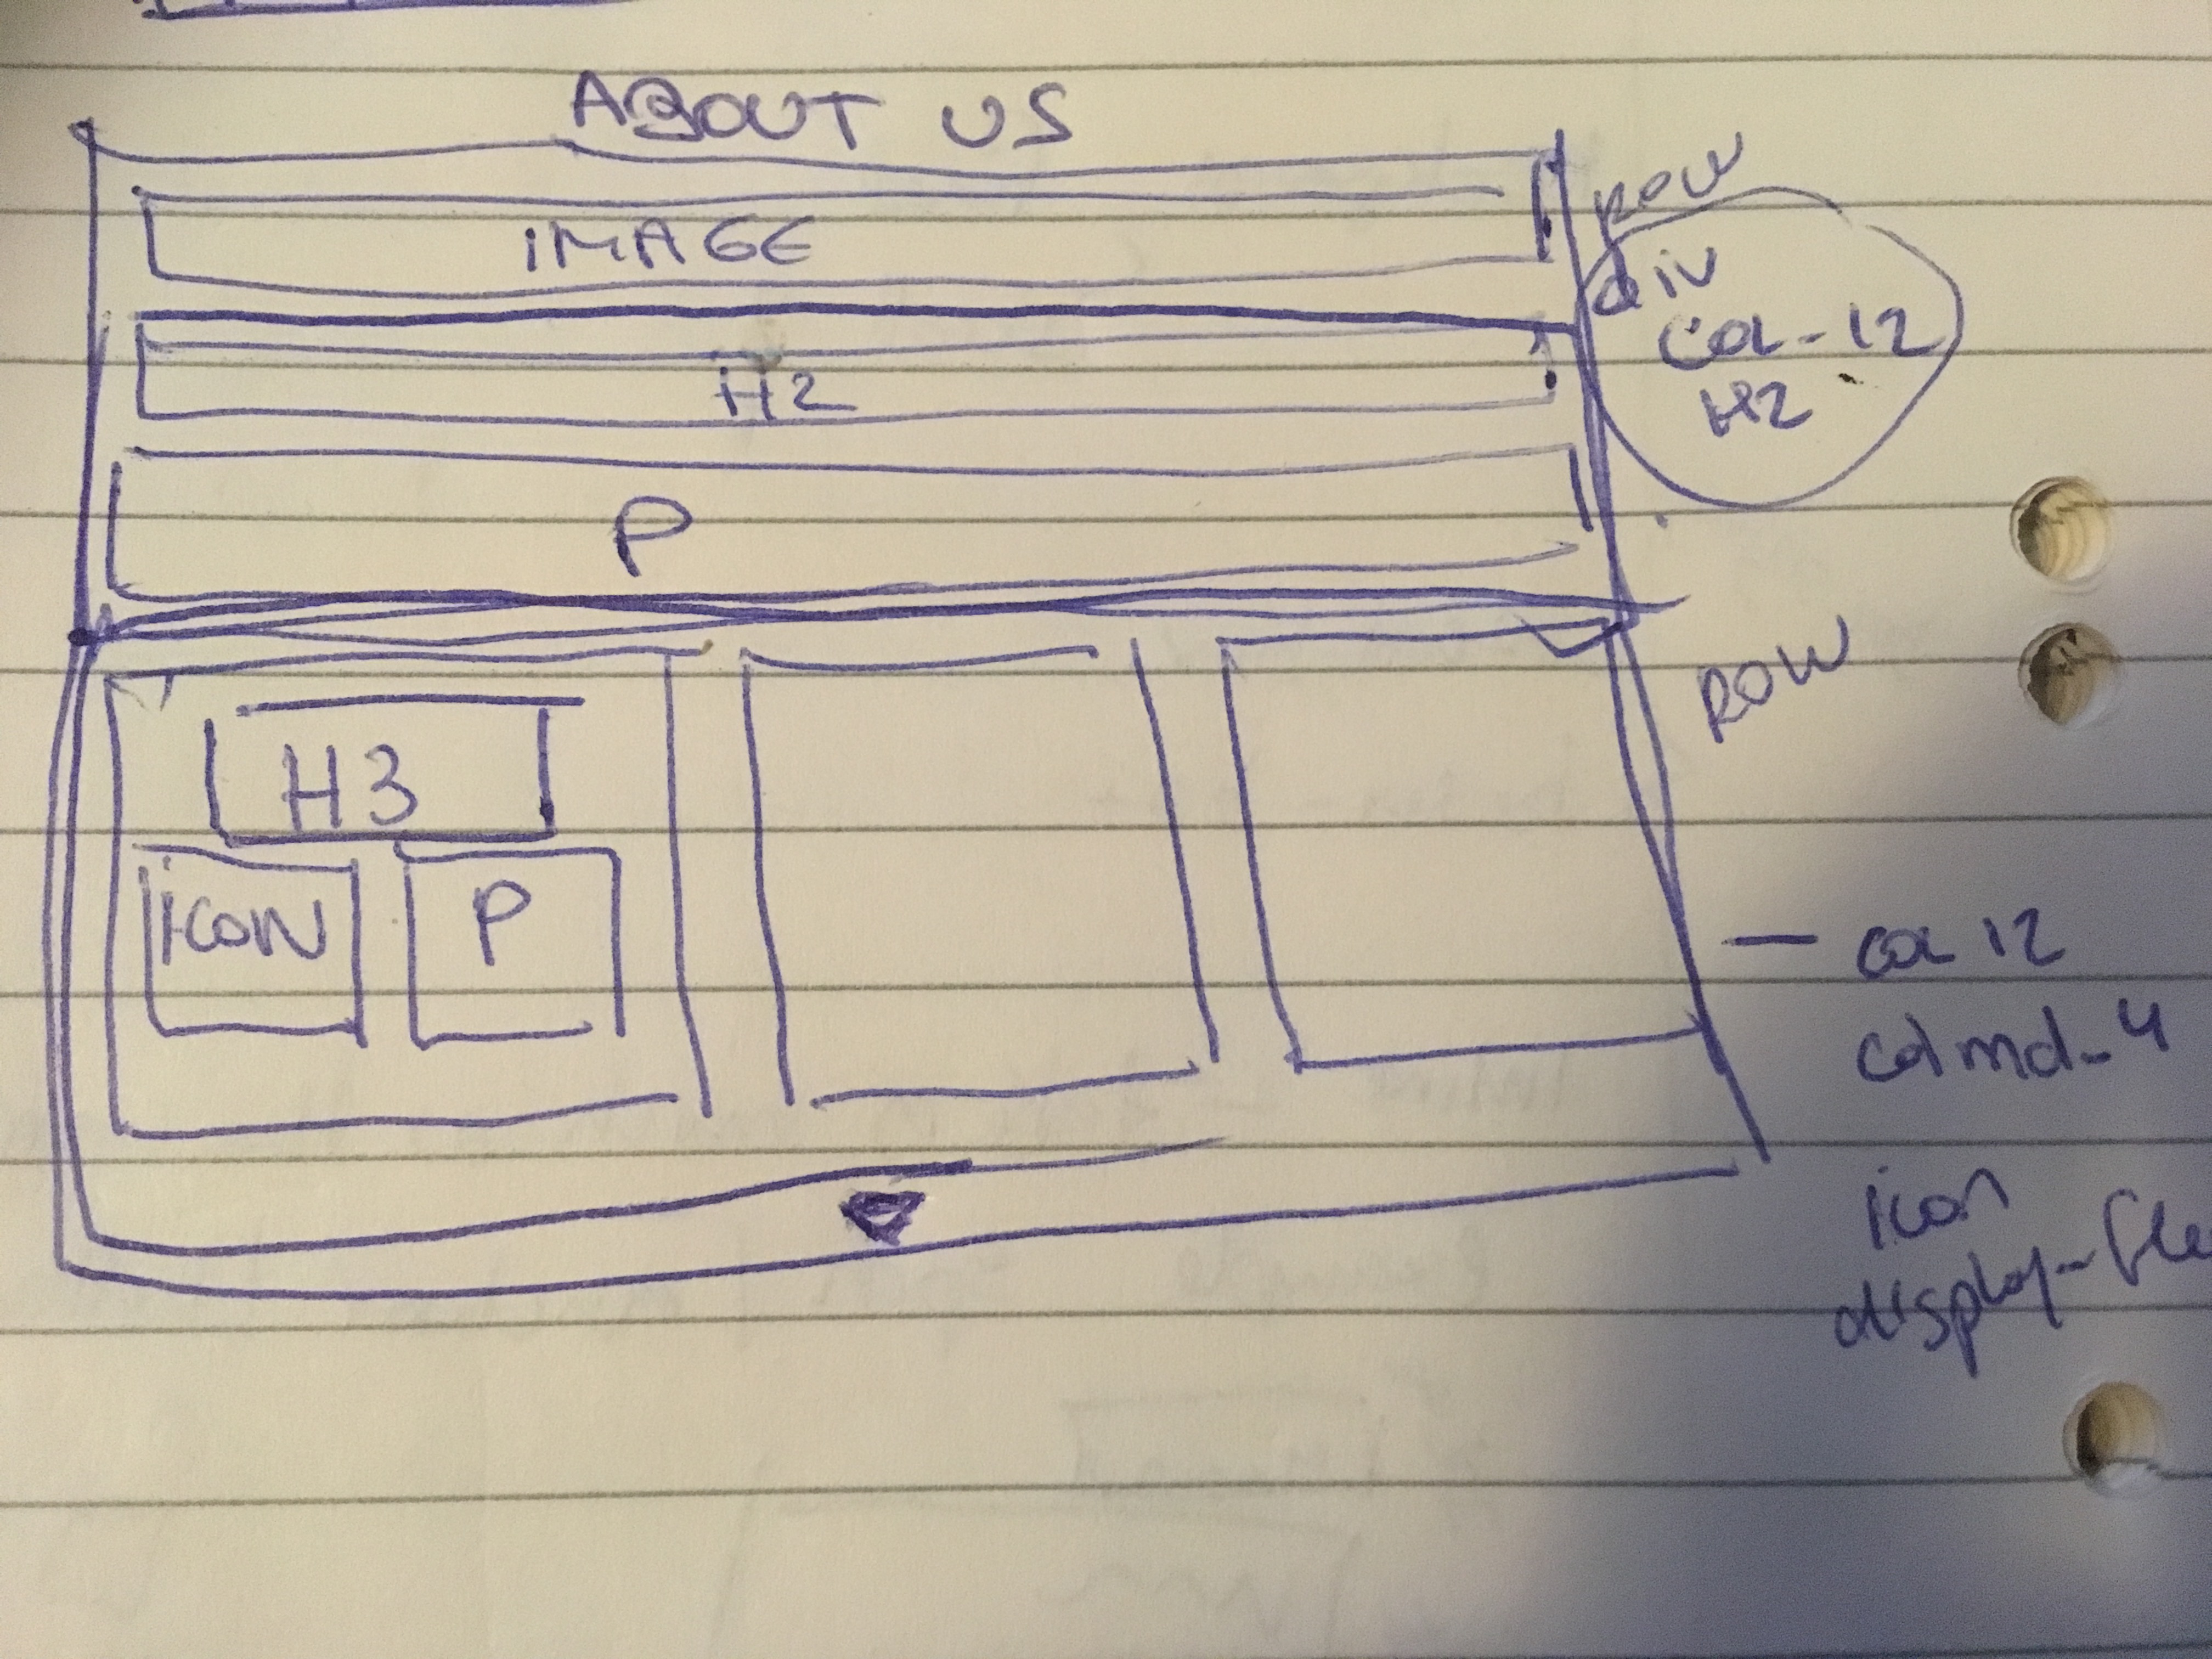 ABOUT US
IMAGE
ROW
div
COL-12
H2
H2
P
ROW
H3
ICON
P
col 12
col md-4
icon
display-fle